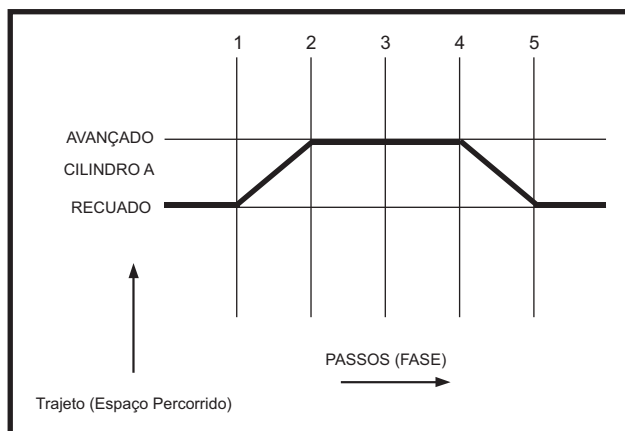 1 2 3 4 5
AVANÇADO
CILINDRO A
RECUADO
PASSOS (FASE)
Trajeto (Espaço Percorrido)